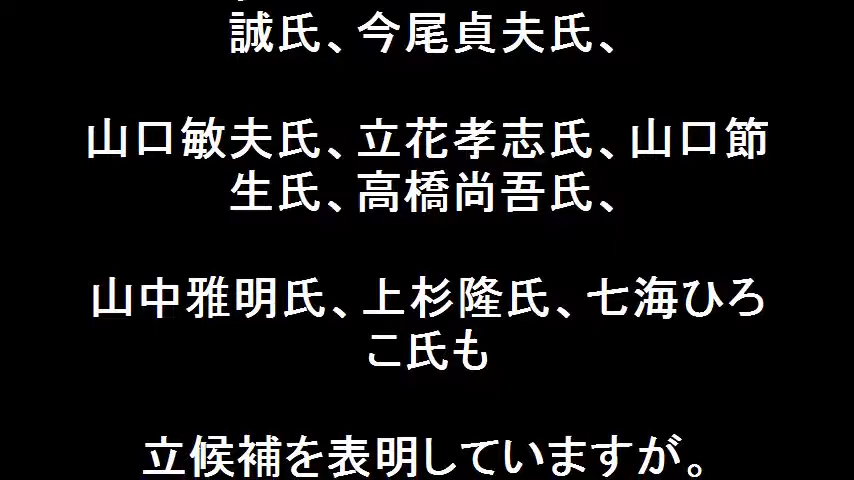 誠氏、今尾貞夫氏、
山口敏夫氏、立花孝志氏、山口節
生氏、高橋尚吾氏、
山中雅明氏、上杉隆氏、七海ひろ
こ氏も
立候補を表明していますが。